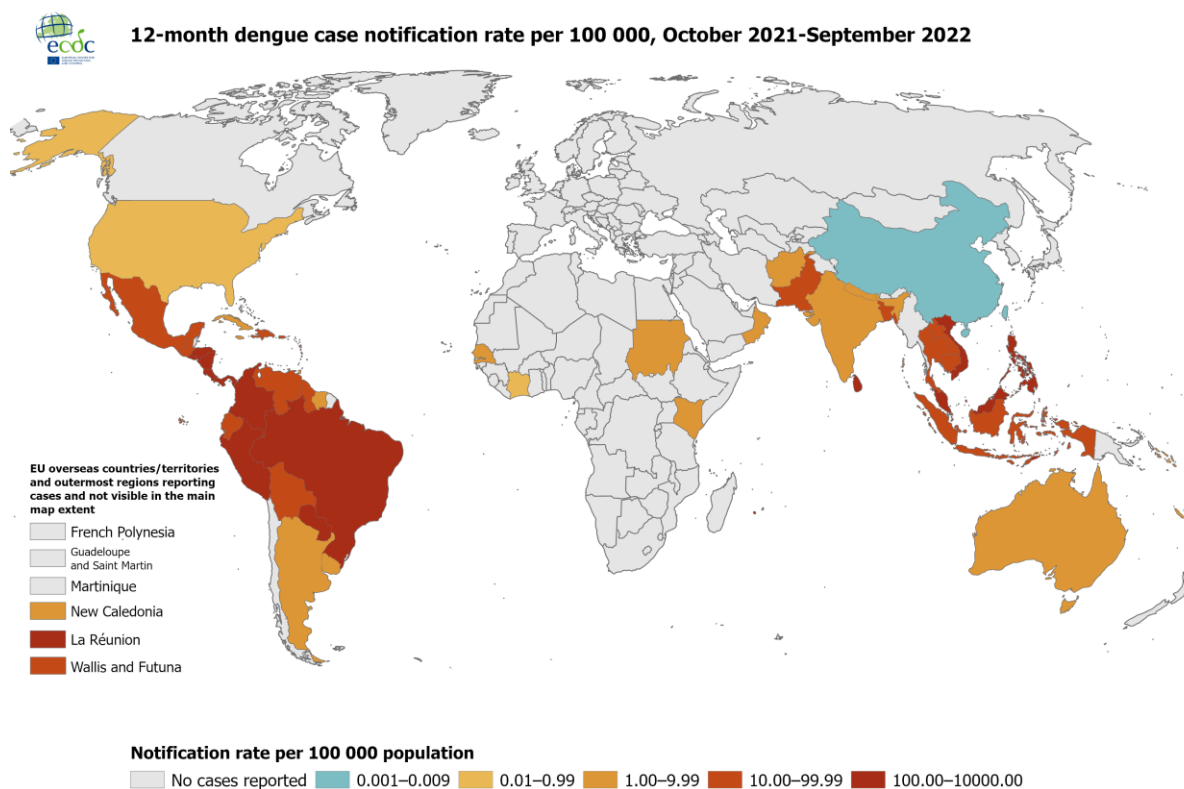 ecdc
12-month dengue case notification rate per 100 000, October 2021-September 2022
EU overseas countries/territories
and outermost regions reporting
cases and not visible in the main
map extent
French Polynesia
Guadeloupe
and Saint Martin
Martinique
New Caledonia
La Réunion
Wallis and Futuna
Notification rate per 100 000 population
No cases reported 0.001–0.009 0.01–0.99 1.00–9.99 10.00–99.99 100.00–10000.00